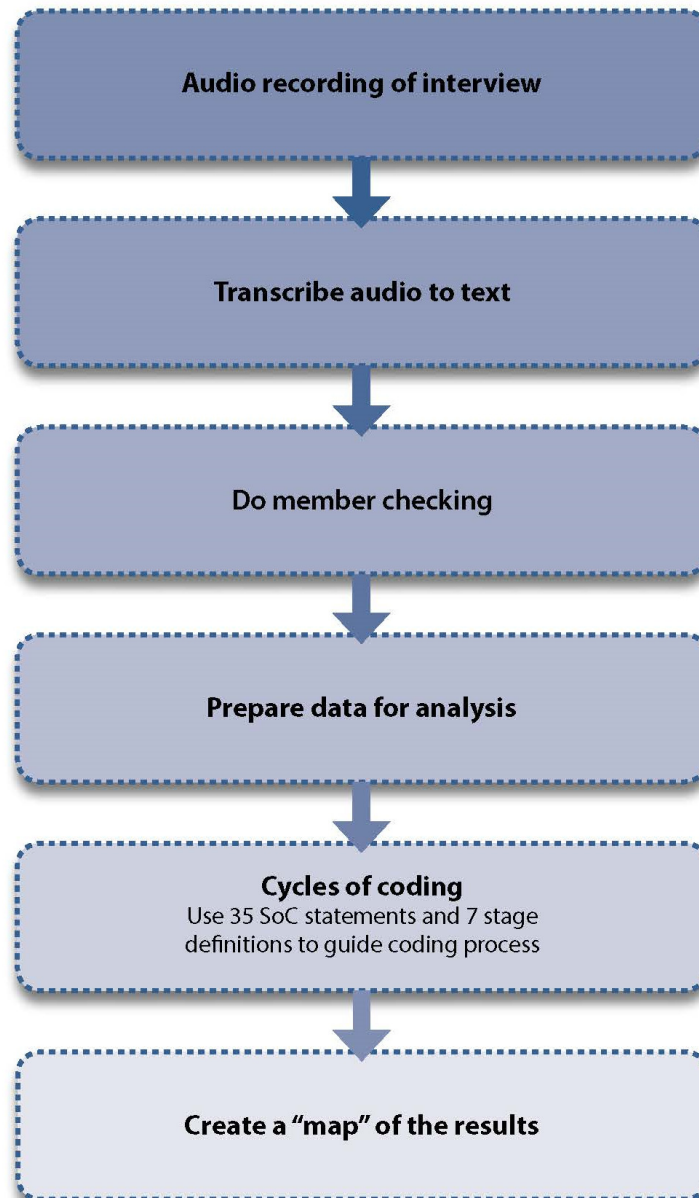 Audio recording of interview
Transcribe audio to text
Do member checking
Prepare data for analysis
Cycles of coding
Use 35 SoC statements and 7 stage
definitions to guide coding process
Create a “map” of the results